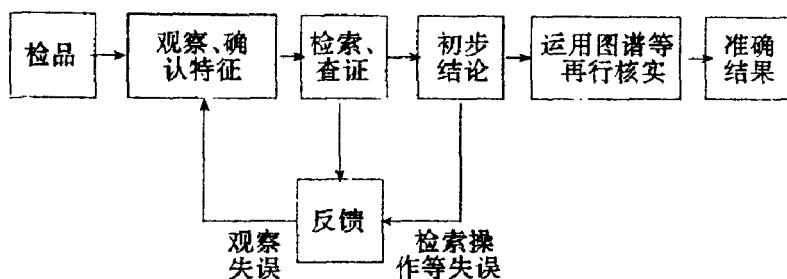 检品
观察、确
认特征
检索、
查证
初步
结论
运用图谱等
再行核实
准确
结果
反馈
观察
失误
检索操
作等失误